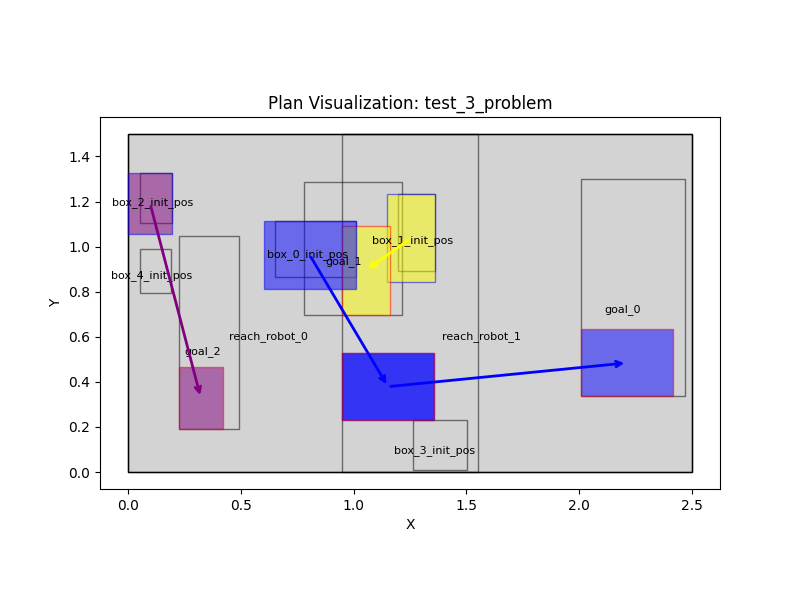 Plan Visualization: test_3_problem
1.4
1.2
1.0
0.8
0.6
0.4
0.2
0.0
Y
box_2_init_pos
box_1_init_pos
box_0_init_pos
goal_1
box_4_init_pos
goal_0
reach_robot_0
reach_robot_1
goal_2
box_3_init_pos
0.0
0.5
1.0
1.5
2.0
2.5
X